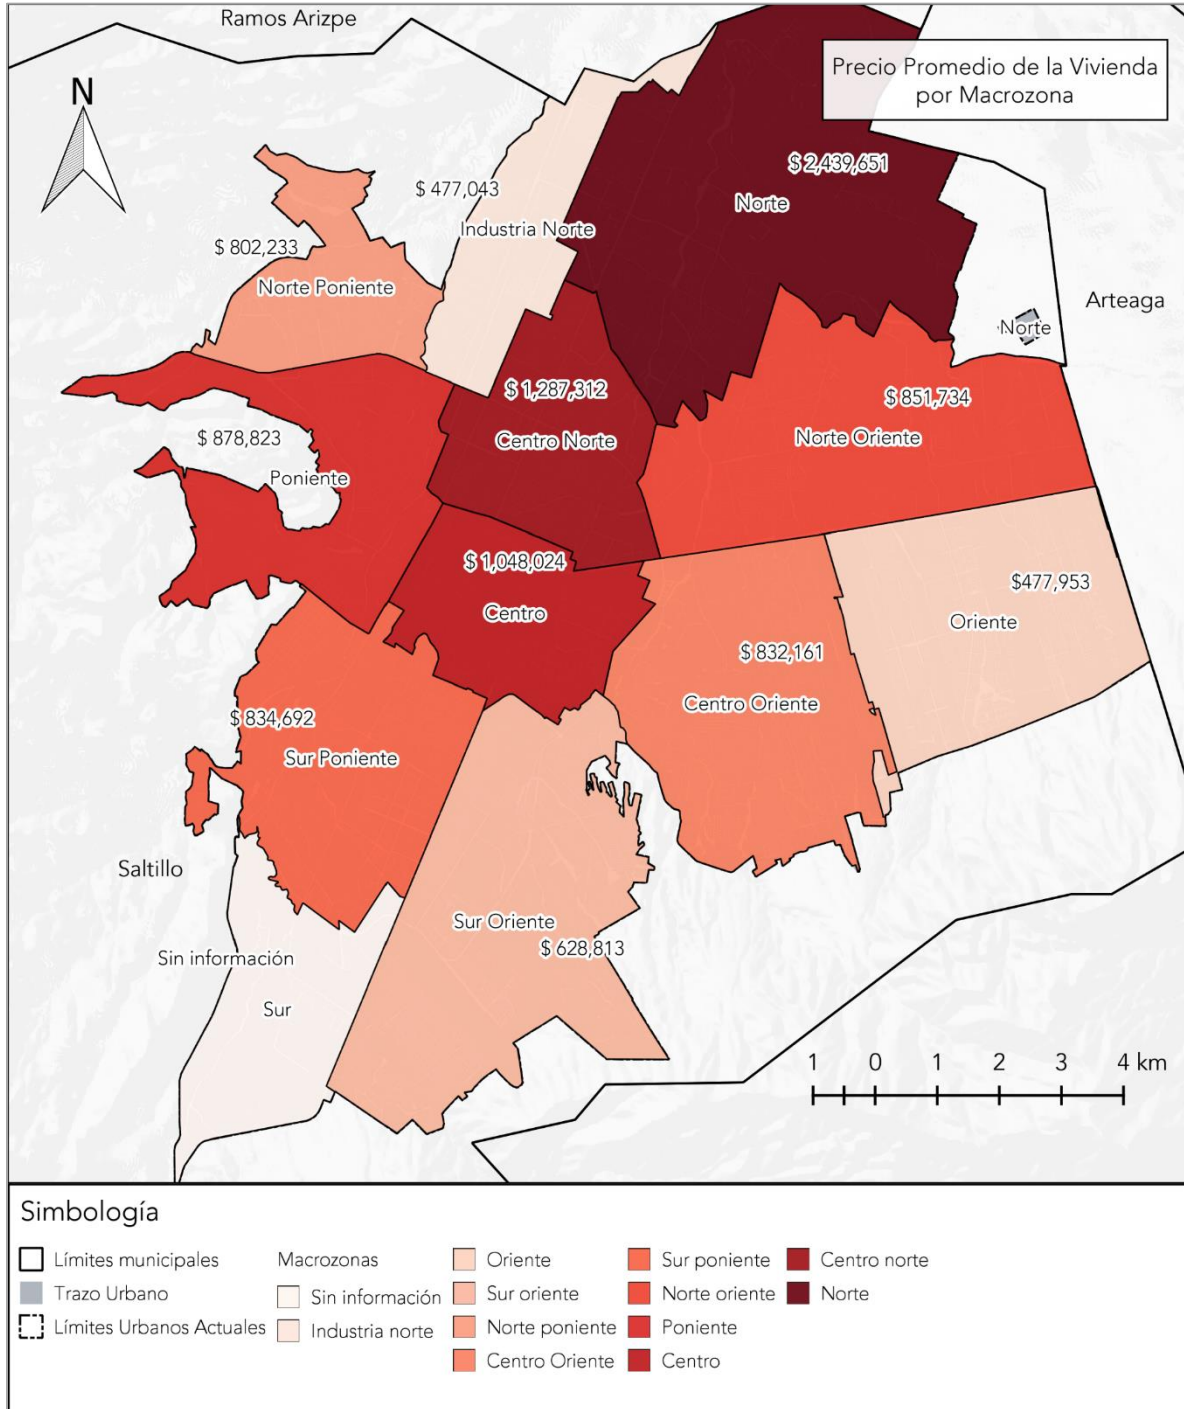 Ramos Arizpe
Precio Promedio de la Vivienda
por Macrozona
N
$ 2,439,651
Norte
$ 477,043
Industria Norte
$ 802,233
Norte Poniente
Arteaga
Norte
$ 1,287,312
Centro Norte
$ 851,734
Norte Oriente
$ 878,823
Poniente
$ 1,048,024
Centro
$477,953
Oriente
$ 832,161
Centro Oriente
$ 834,692
Sur Poniente
Saltillo
Sur Oriente
$ 628,813
Sin información
Sur
1 0 1 2 3 4 km
Simbología
Límites municipales
Trazo Urbano
Límites Urbanos Actuales
Macrozonas
Sin información
Industria norte
Oriente
Sur oriente
Norte poniente
Centro Oriente
Sur poniente
Norte oriente
Poniente
Centro
Centro norte
Norte